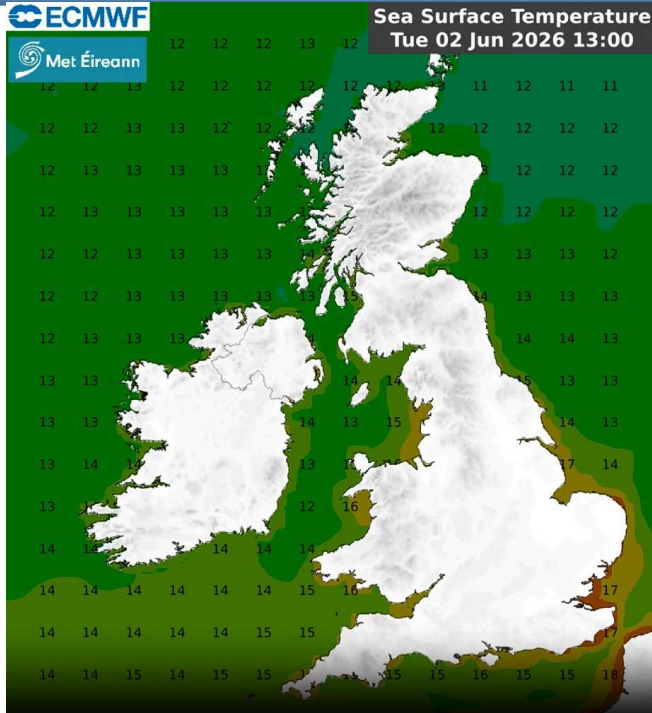 ECMWF
Met Éireann
Sea Surface Temperature
Tue 02 Jun 2026 13:00
12 12 12 13 12
12 12 13 12 12 12 12 12 12 13 11 12 11 11
12 12 13 13 12 12 12 12 12 12 12 12
12 13 13 13 13 12 12 12 12
12 13 13 13 13 13 12 12 12 12
12 12 13 13 13 13 14 13 13 13 12
12 12 13 13 13 13 13 15 14 13 13 13
12 13 13 13 14 14 13
13 13 14 14 15 13 13
13 13 14 13 15 14 13
13 14 14 13 17 14
13 12 16
14 14 14 14 14
14 14 14 14 14 14 15 16 17
14 14 14 14 14 15 15 17
14 14 15 14 15 15 15 15 15 16 15 15 18